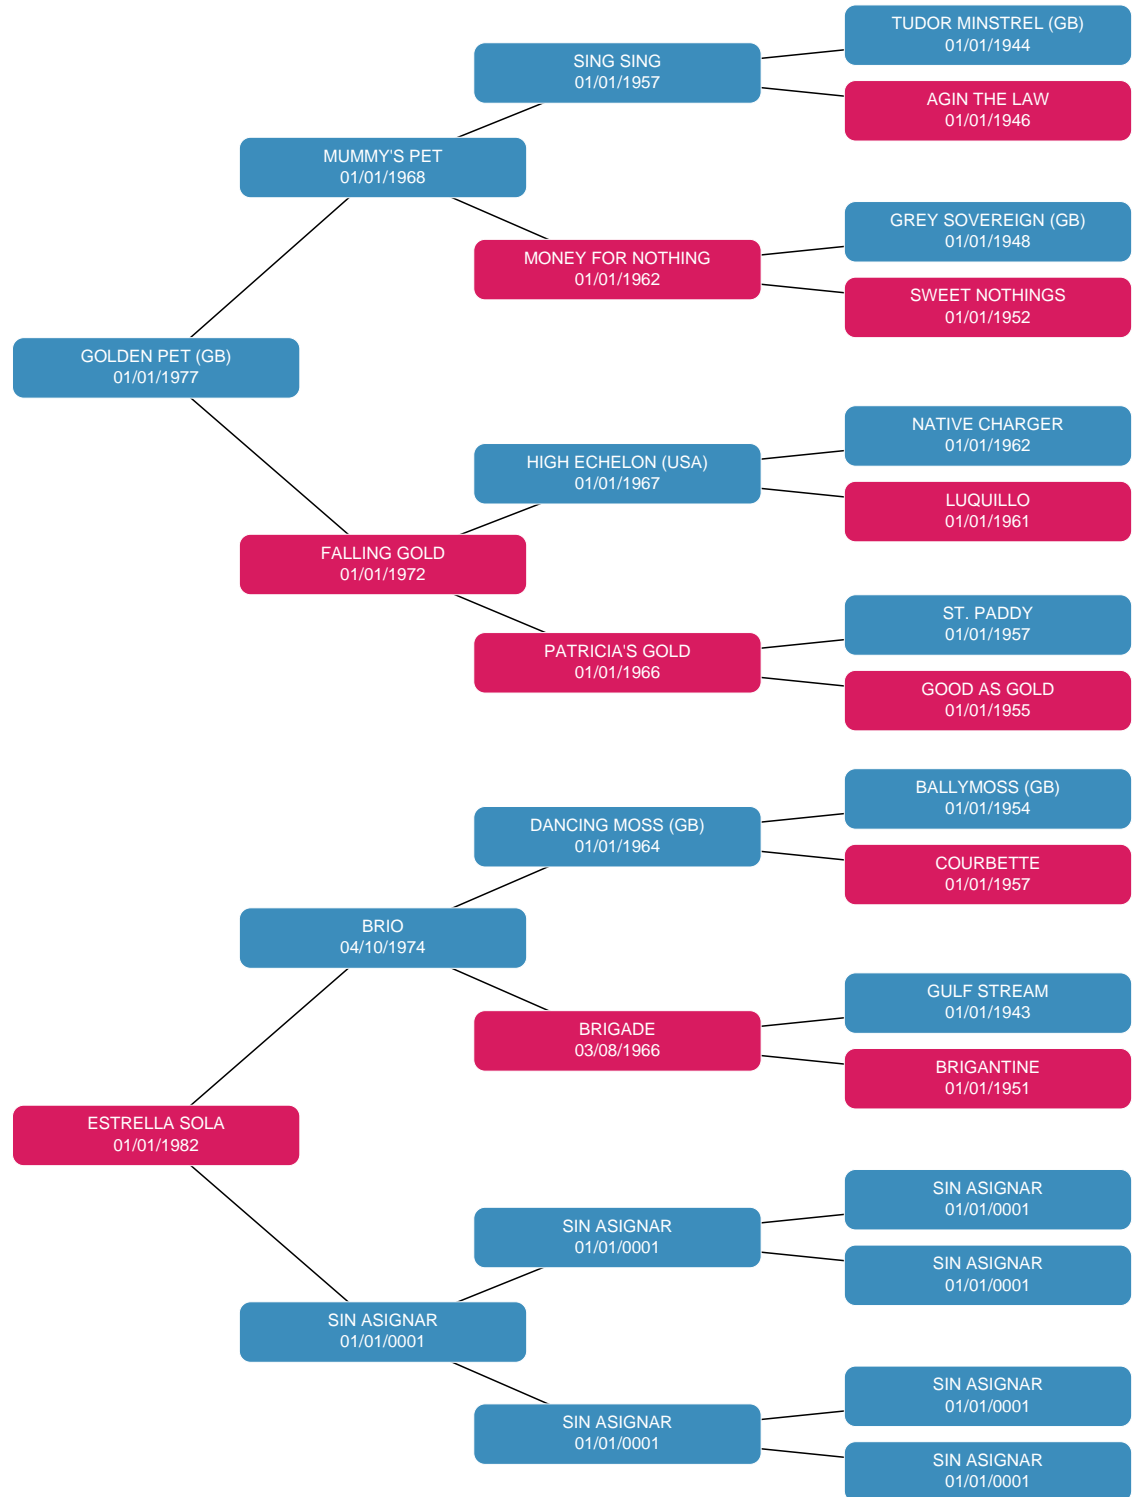 TUDOR MINSTREL (GB)
01/01/1944
SING SING
01/01/1957
AGIN THE LAW
01/01/1946
MUMMY'S PET
01/01/1968
GREY SOVEREIGN (GB)
01/01/1948
MONEY FOR NOTHING
01/01/1962
SWEET NOTHINGS
01/01/1952
GOLDEN PET (GB)
01/01/1977
NATIVE CHARGER
01/01/1962
HIGH ECHELON (USA)
01/01/1967
LUQUILLO
01/01/1961
FALLING GOLD
01/01/1972
ST. PADDY
01/01/1957
PATRICIA'S GOLD
01/01/1966
GOOD AS GOLD
01/01/1955
BALLYMOSS (GB)
01/01/1954
DANCING MOSS (GB)
01/01/1964
COURBETTE
01/01/1957
BRIO
04/10/1974
GULF STREAM
01/01/1943
BRIGADE
03/08/1966
BRIGANTINE
01/01/1951
ESTRELLA SOLA
01/01/1982
SIN ASIGNAR
01/01/0001
SIN ASIGNAR
01/01/0001
SIN ASIGNAR
01/01/0001
SIN ASIGNAR
01/01/0001
SIN ASIGNAR
01/01/0001
SIN ASIGNAR
01/01/0001
SIN ASIGNAR
01/01/0001